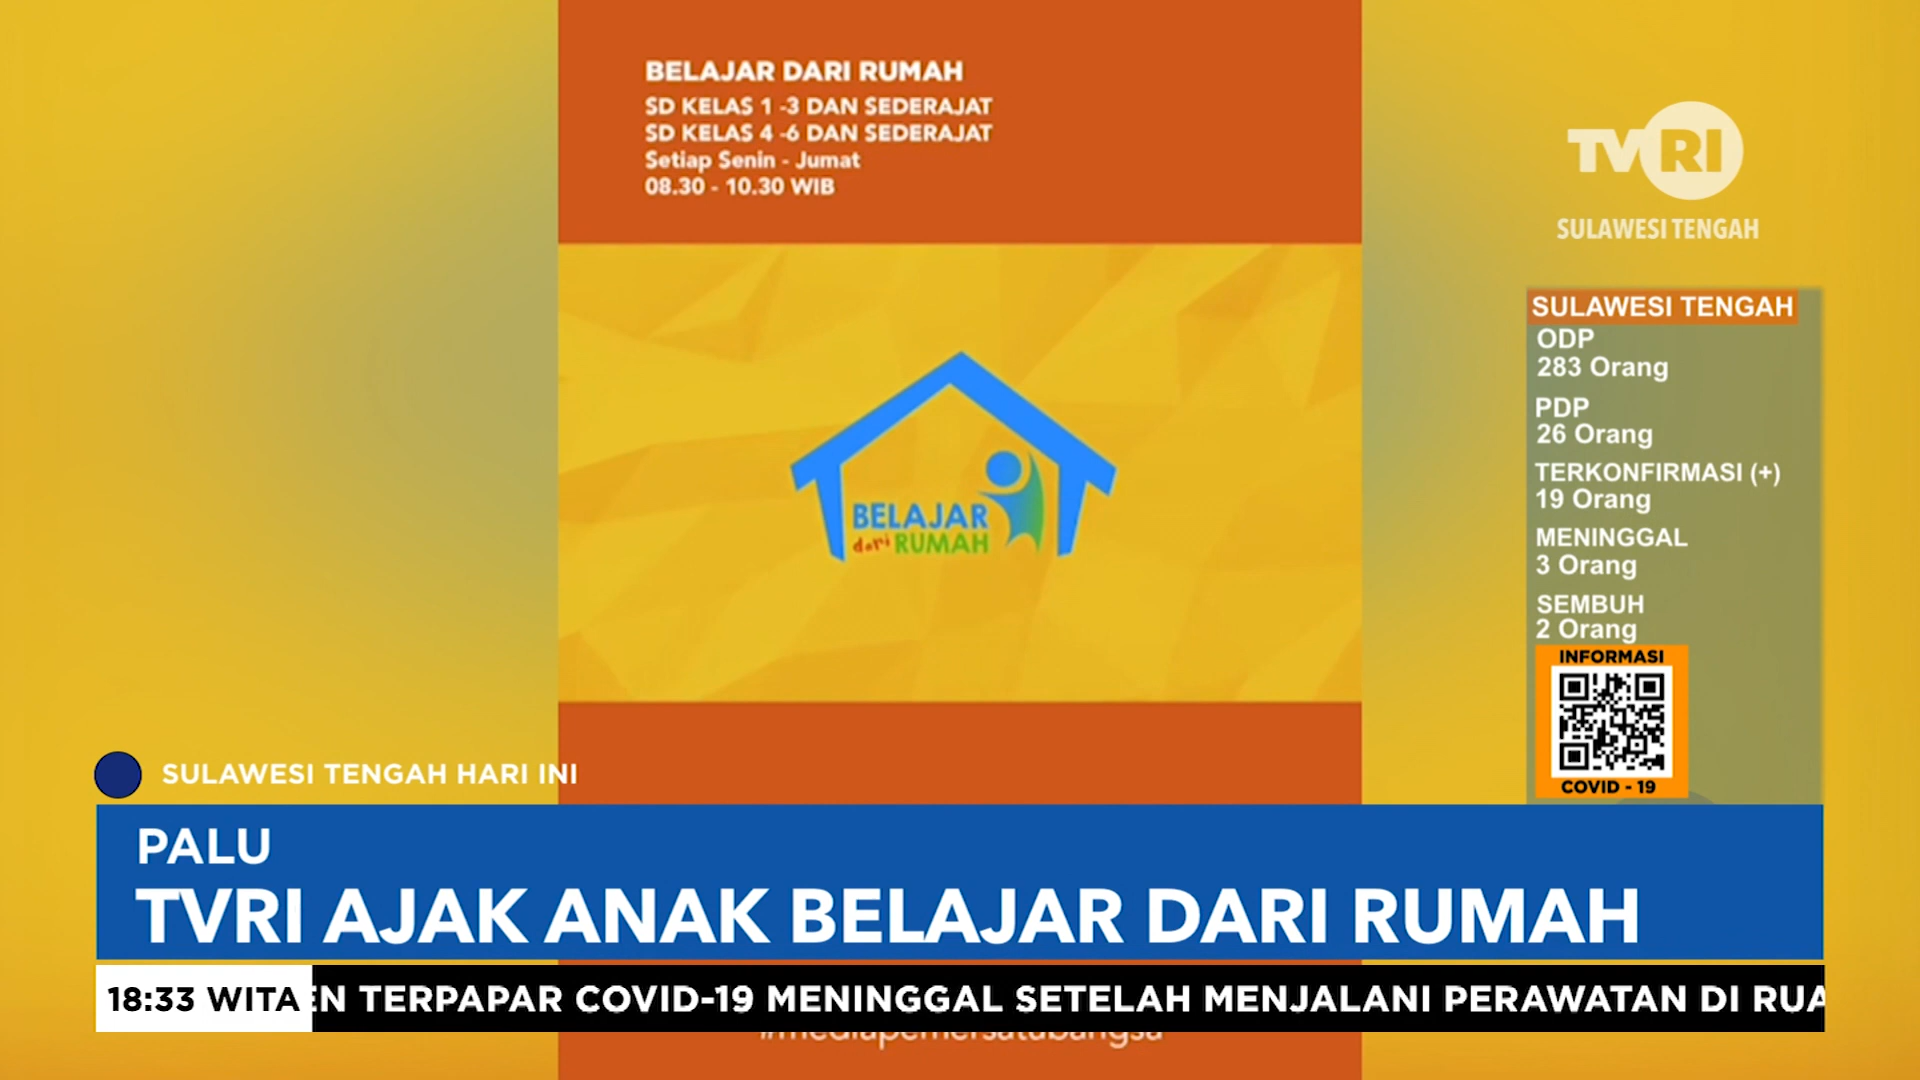 BELAJAR DARI RUMAH
SD KELAS 1 -3 DAN SEDERAJAT
SD KELAS 4 -6 DAN SEDERAJAT
Setiap Senin - Jumat
08.30 - 10.30 WIB
TVRI
SULAWESI TENGAH
BELAJAR
dari RUMAH
SULAWESI TENGAH
ODP
283 Orang
PDP
26 Orang
TERKONFIRMASI (+)
19 Orang
MENINGGAL
3 Orang
SEMBUH
2 Orang
INFORMASI
COVID - 19
SULAWESI TENGAH HARI INI
PALU
TVRI AJAK ANAK BELAJAR DARI RUMAH
18:33 WITA
TERPAPAR COVID-19 MENINGGAL SETELAH MENJALANI PERAWATAN DI
#mediapemersatubangsa